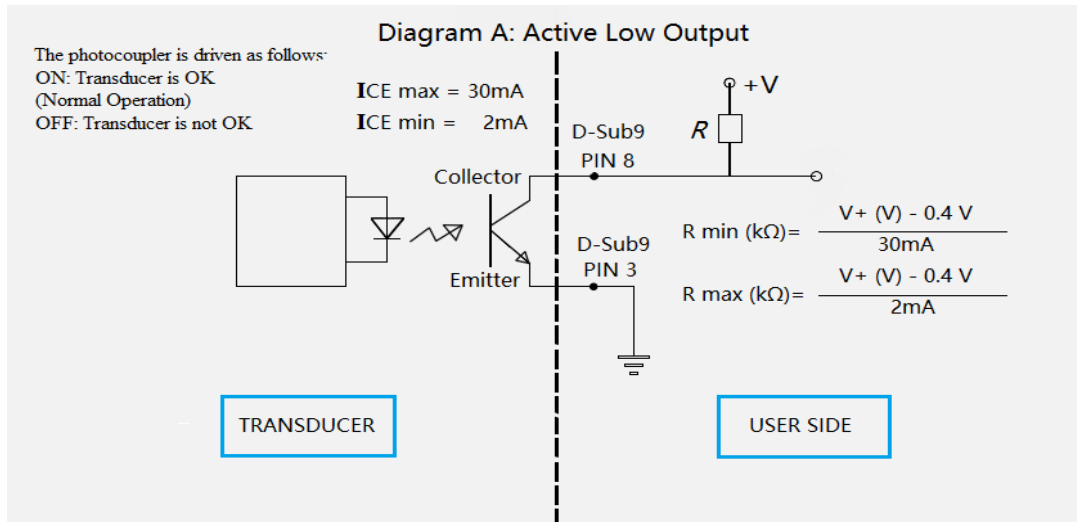 Diagram A: Active Low Output
The photocoupler is driven as follows:
ON: Transducer is OK
(Normal Operation)
OFF: Transducer is not OK
ICE max = 30mA
ICE min = 2mA
D-Sub9
PIN 8
+V
R
Collector
Emitter
D-Sub9
PIN 3
R min (kΩ)=
V+ (V) - 0.4 V
30mA
R max (kΩ)=
V+ (V) - 0.4 V
2mA
TRANSDUCER
USER SIDE